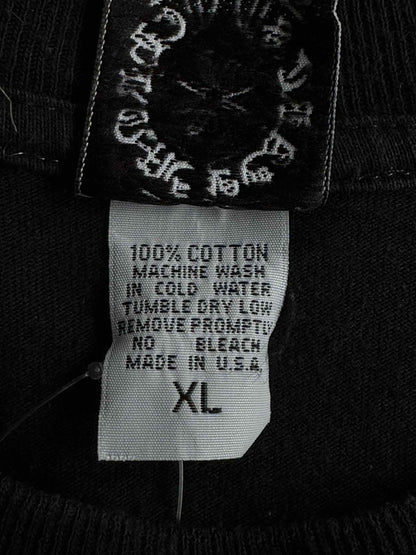 100% COTTON
MACHINE WASH
IN COLD WATER
TUMBLE DRY LOW
REMOVE PROMPTLY
NO BLEACH
MADE IN U.S.A.
XL